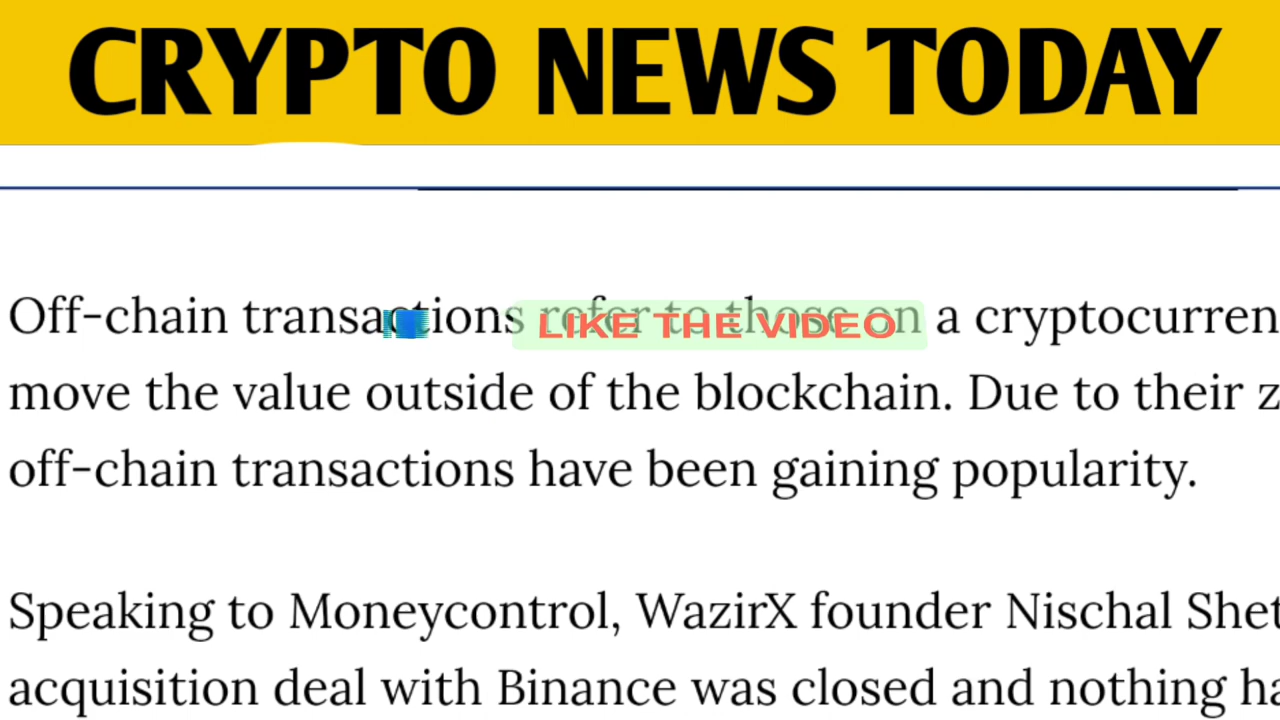 CRYPTO NEWS TODAY
Off-chain transactions refer to those on a cryptocurren
LIKE THE VIDEO
move the value outside of the blockchain. Due to their z
off-chain transactions have been gaining popularity.
Speaking to Moneycontrol, WazirX founder Nischal Shet
acquisition deal with Binance was closed and nothing ha